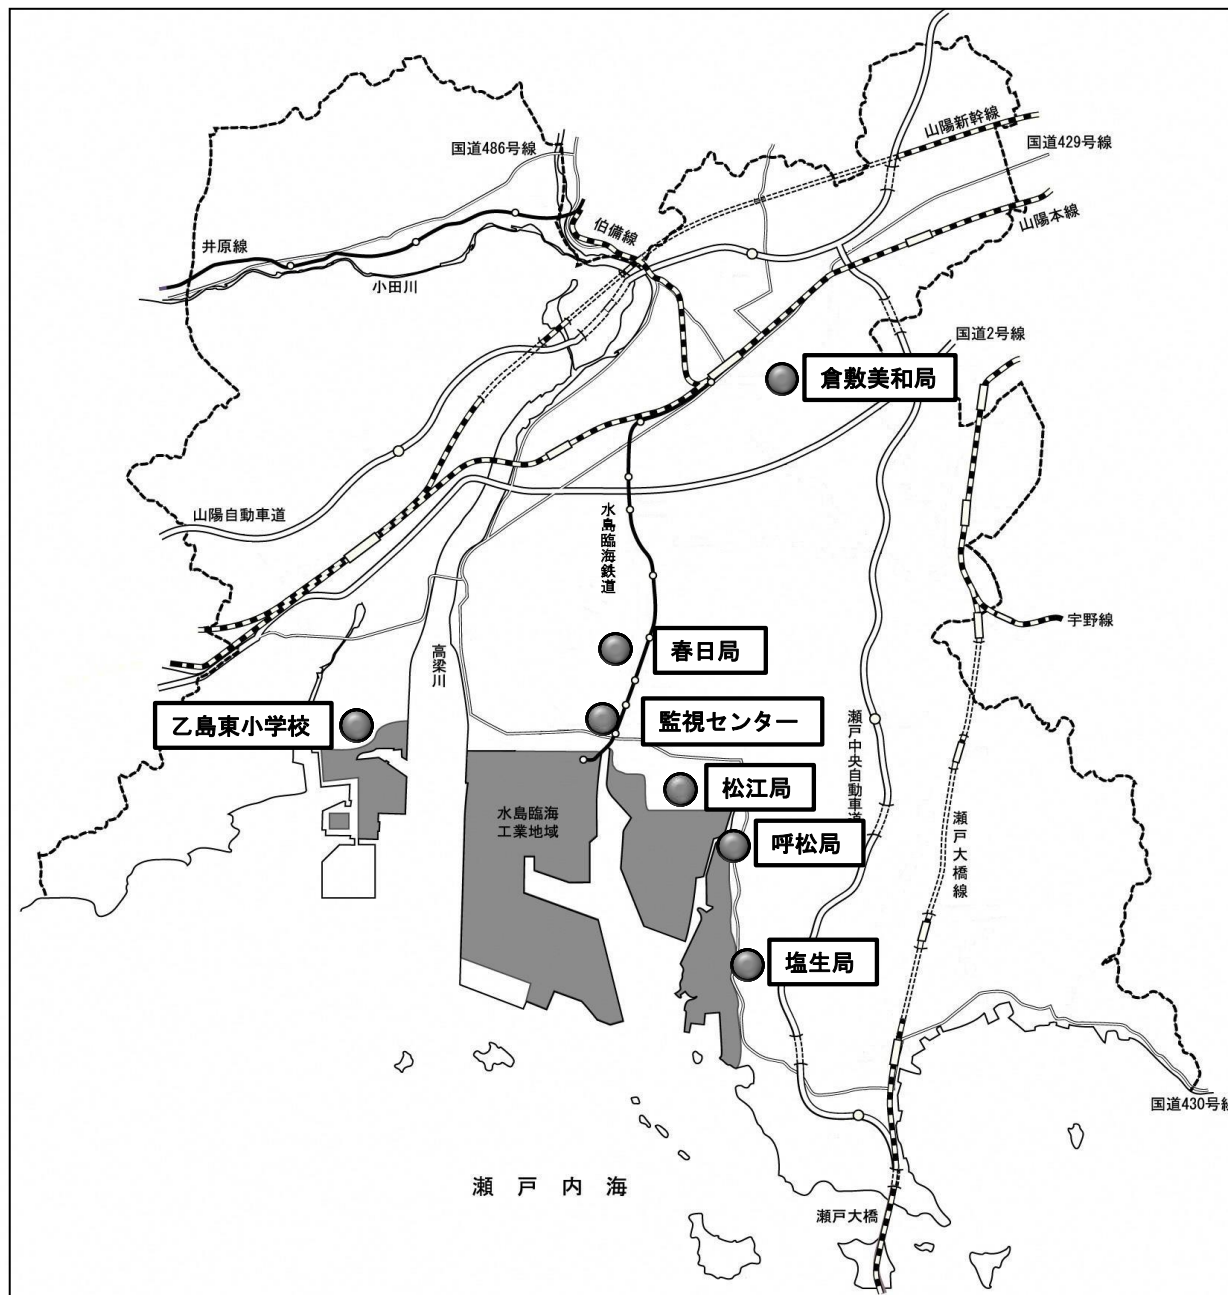 山陽新幹線
国道486号線
国道429号線
山陽本線
伯備線
井原線
小田川
国道2号線
倉敷美和局
山陽自動車道
水島臨海鉄道
宇野線
春日局
高梁川
乙島東小学校
監視センター
瀬戸中央自動車道
松江局
水島臨海
工業地域
瀬戸大橋線
呼松局
塩生局
国道430号線
瀬戸内海
瀬戸大橋